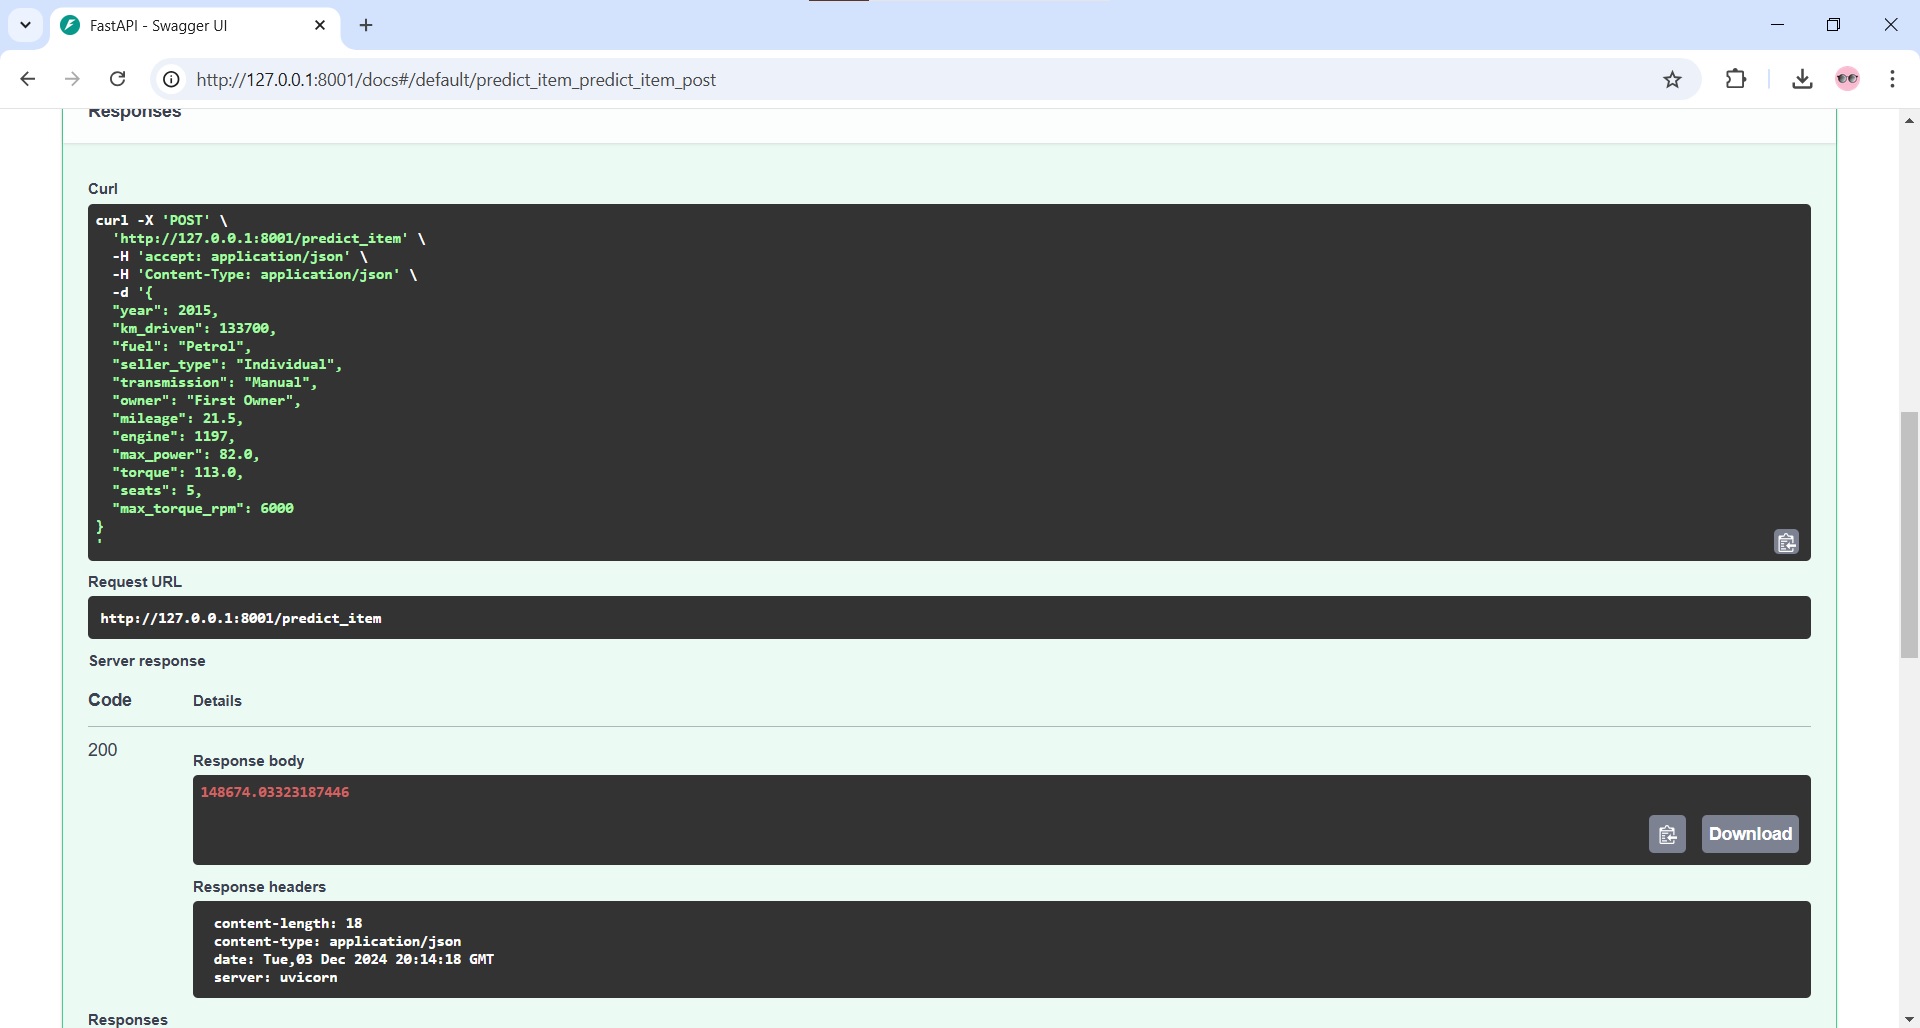 FastAPI - Swagger UI
http://127.0.0.1:8001/docs#/default/predict_item_predict_item_post
Responses
Curl
curl -X 'POST' \
  'http://127.0.0.1:8001/predict_item' \
  -H 'accept: application/json' \
  -H 'Content-Type: application/json' \
  -d '{
  "year": 2015,
  "km_driven": 133700,
  "fuel": "Petrol",
  "seller_type": "Individual",
  "transmission": "Manual",
  "owner": "First Owner",
  "mileage": 21.5,
  "engine": 1197,
  "max_power": 82.0,
  "torque": 113.0,
  "seats": 5,
  "max_torque_rpm": 6000
}
'
Request URL
http://127.0.0.1:8001/predict_item
Server response
Code Details
200
Response body
148674.03323187446
Download
Response headers
content-length: 18
content-type: application/json
date: Tue,03 Dec 2024 20:14:18 GMT
server: uvicorn
Responses